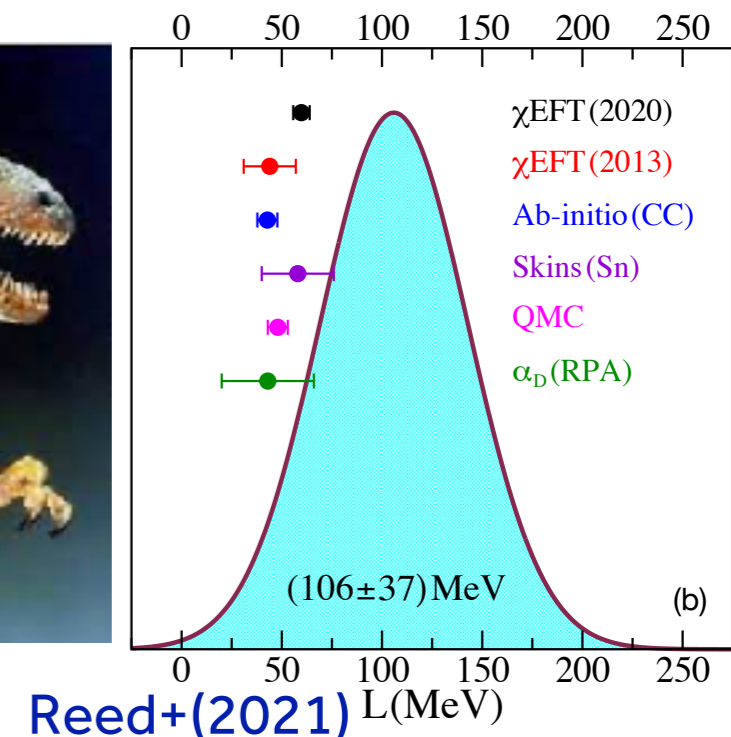 0 50 100 150 200 250
χEFT(2020)
χEFT(2013)
Ab-initio(CC)
Skins(Sn)
QMC
α_D(RPA)
(106±37)MeV
(b)
0 50 100 150 200 250
Reed+(2021) L(MeV)